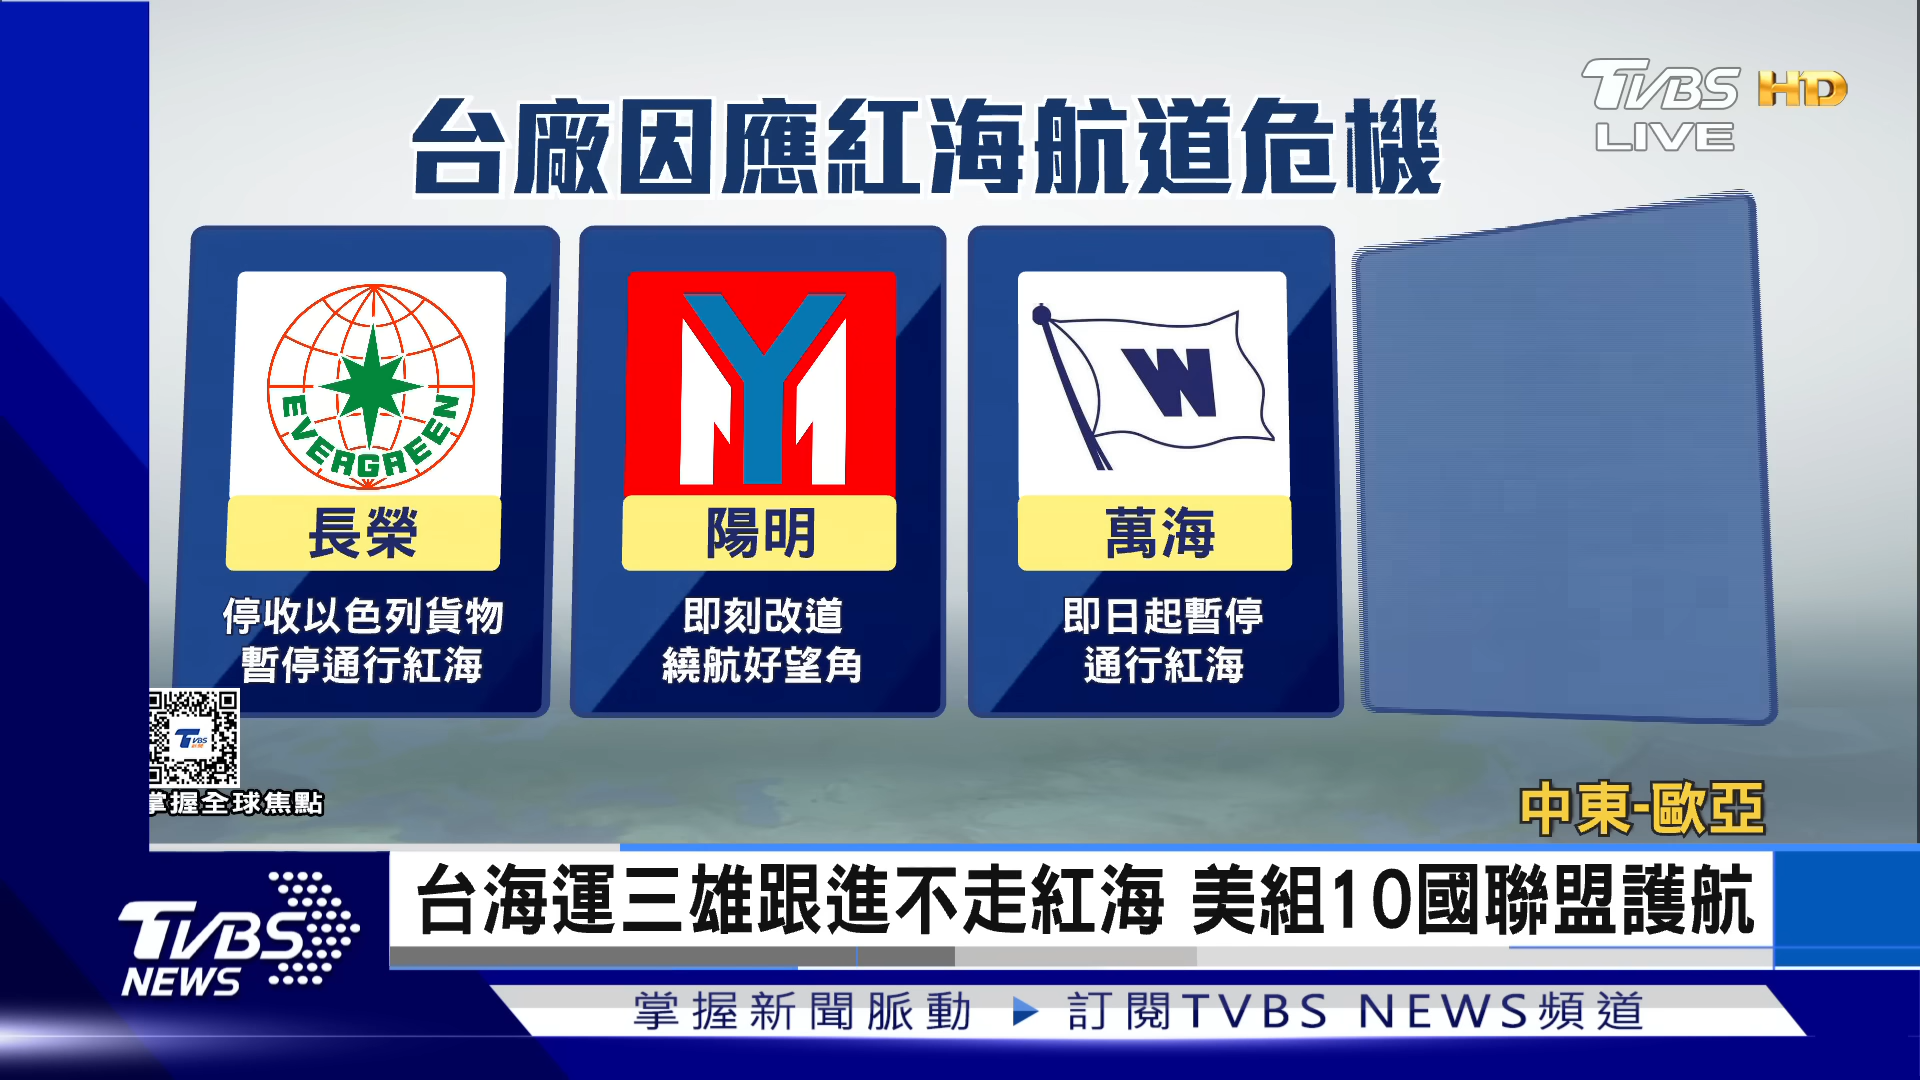 TVBS HD
LIVE
台廠因應紅海航道危機
EVERGREEN
長榮
停收以色列貨物
暫停通行紅海
YM
陽明
即刻改道
繞航好望角
W
萬海
即日起暫停
通行紅海
TVBS
新聞
掌握全球焦點
中東-歐亞
台海運三雄跟進不走紅海 美組10國聯盟護航
TVBS
NEWS
掌握新聞脈動 ▶ 訂閱TVBS NEWS頻道